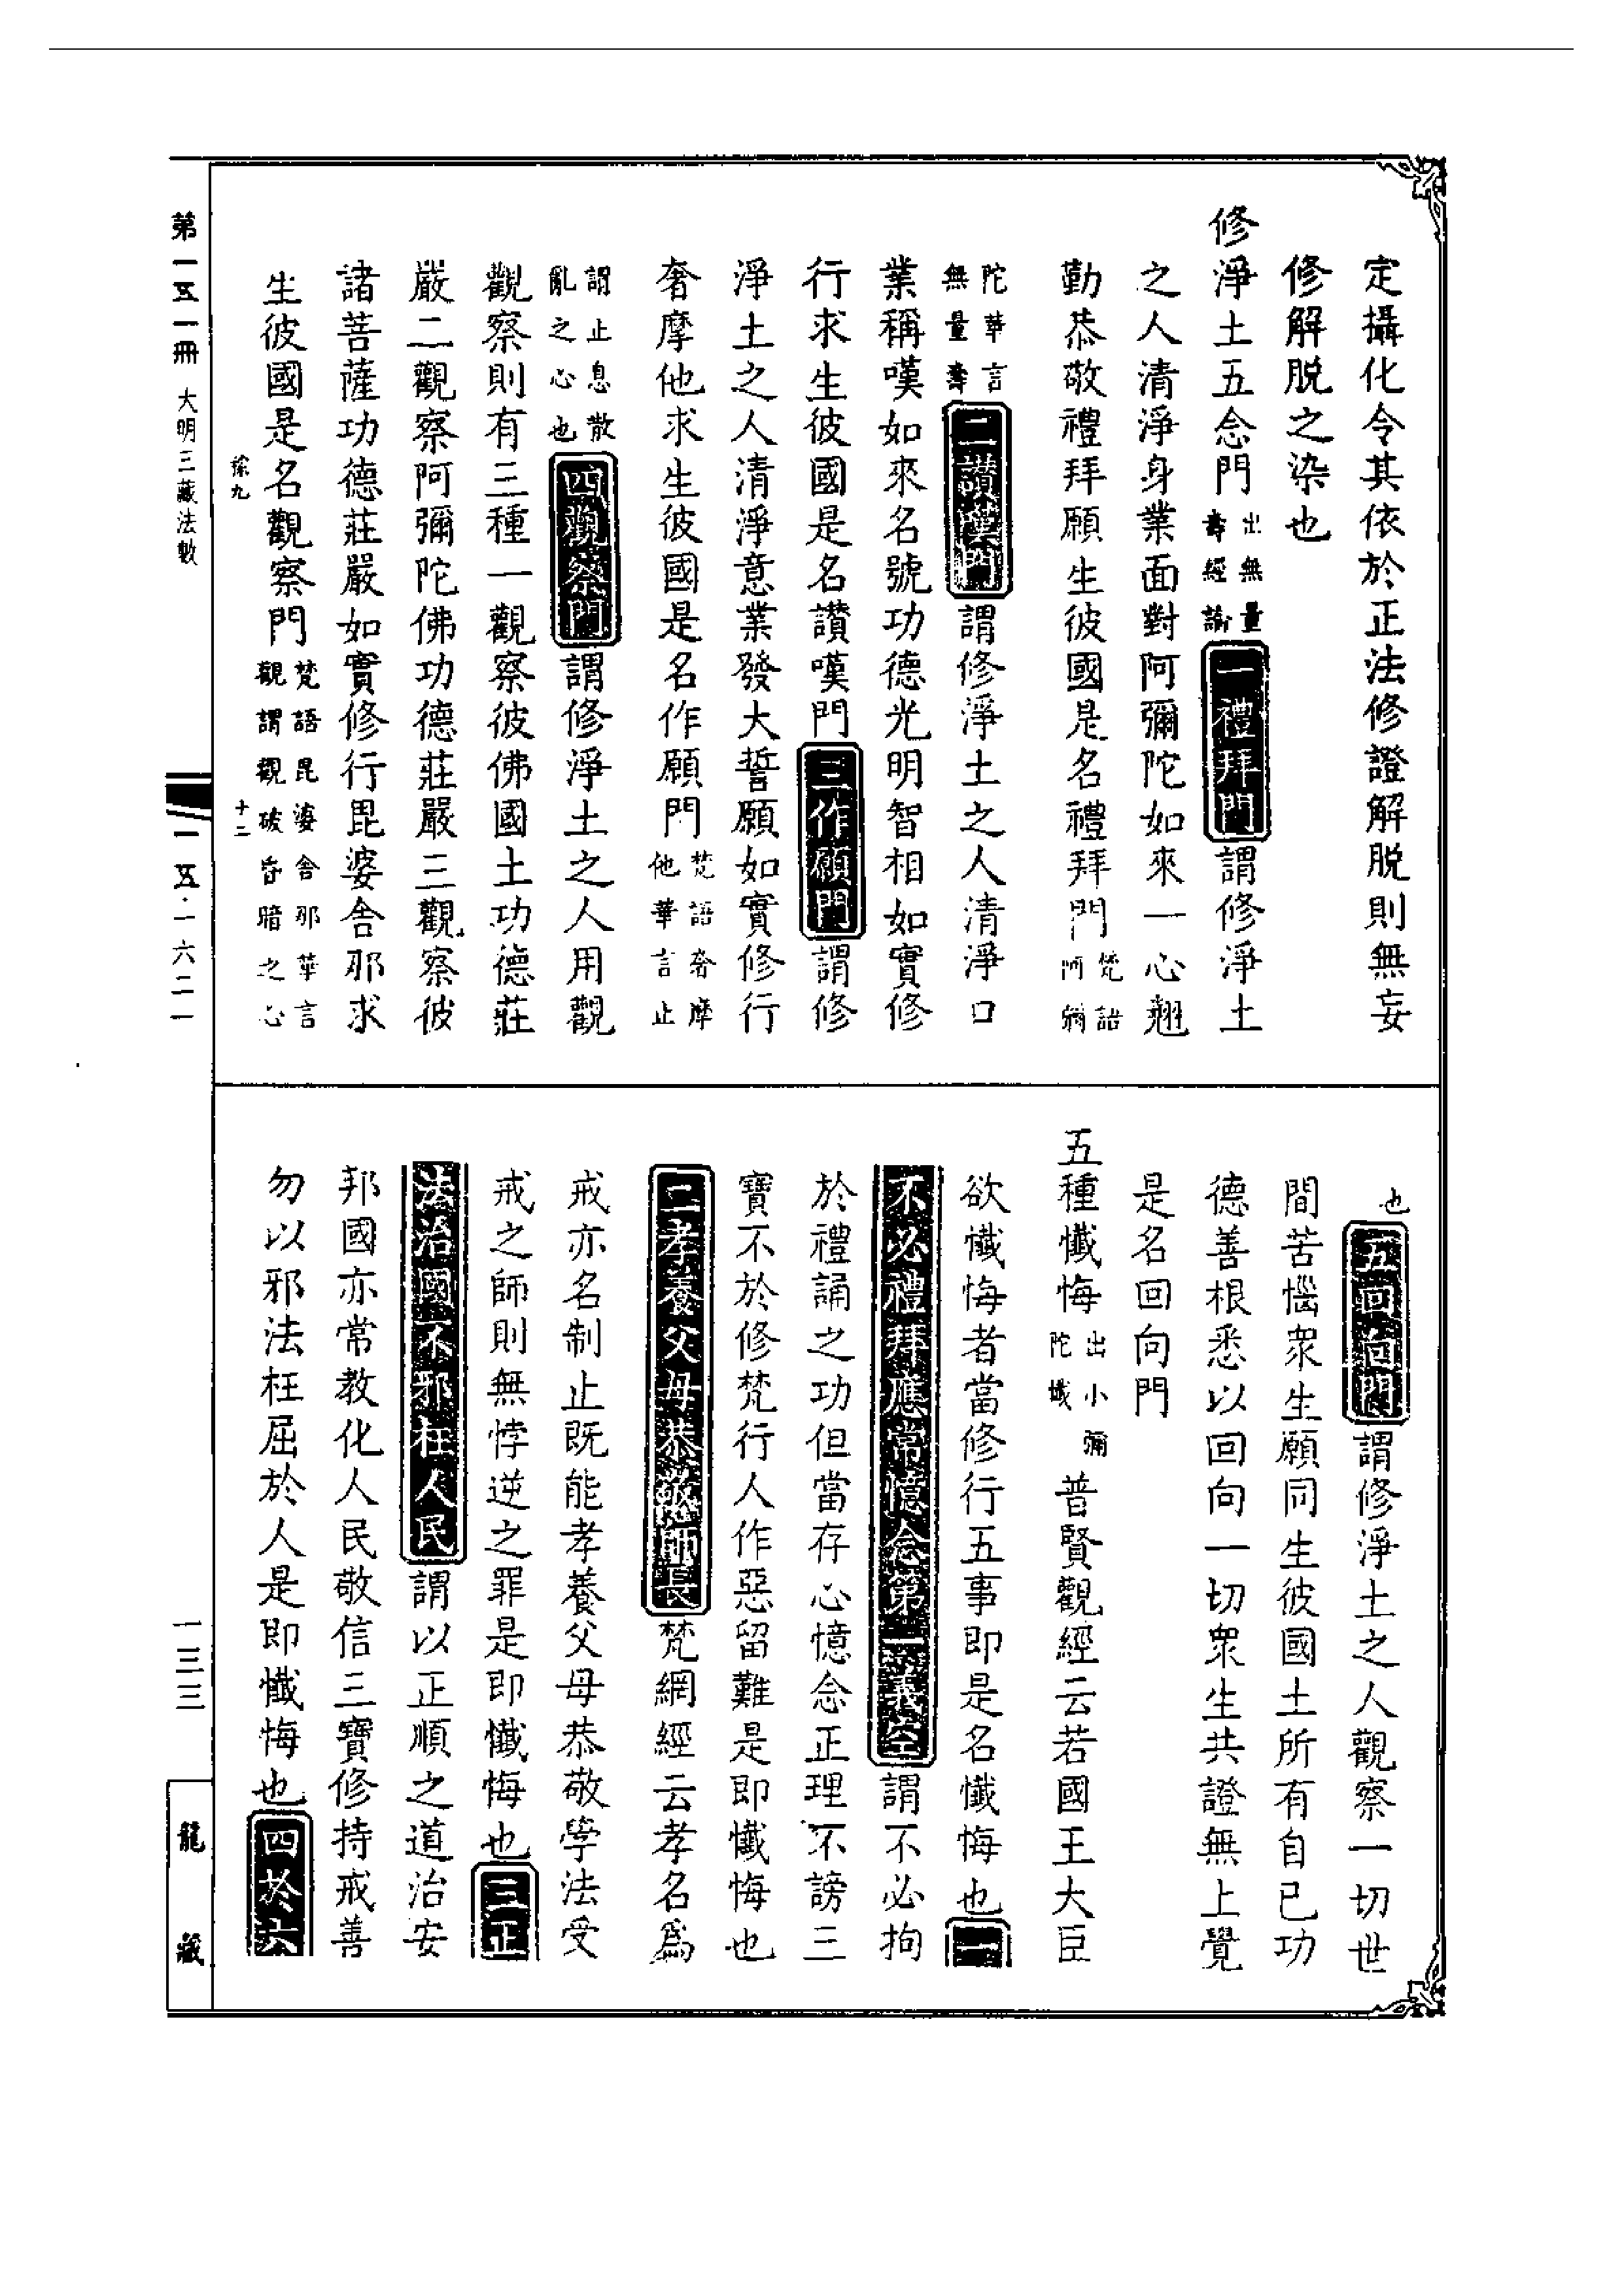 定攝化令其依於正法修證解脫則無妄
修解脫之染也
修淨土五念門出無量壽經論一禮拜門謂修淨土
之人清淨身業面對阿彌陀如來一心翹
勤恭敬禮拜願生彼國是名禮拜門梵語阿彌
陀華言無量壽二讚嘆門謂修淨土之人清淨口
業稱嘆如來名號功德光明智相如實修
行求生彼國是名讚嘆門三作願門謂修
淨土之人清淨意業發大誓願如實修行
奢摩他求生彼國是名作願門梵語奢摩他華言止
謂止息散亂之心也四觀察門謂修淨土之人用觀
觀察則有三種一觀察彼佛國土功德莊
嚴二觀察阿彌陀佛功德莊嚴三觀察彼
諸菩薩功德莊嚴如實修行毘婆舍那求
生彼國是名觀察門梵語毘婆舍那華言觀謂觀破昏暗之心
也五回向門謂修淨土之人觀察一切世
間苦惱眾生願同生彼國土所有自己功
德善根悉以回向一切眾生共證無上覺
是名回向門
五種懺悔出小彌陀懺普賢觀經云若國王大臣
欲懺悔者當修行五事即是名懺悔也一
不必禮拜應常憶念第一義空謂不必拘
於禮誦之功但當存心憶念正理不謗三
寶不於修梵行人作惡留難是即懺悔也
二孝養父母恭敬師長梵網經云孝名為
戒亦名制止既能孝養父母恭敬學法受
戒之師則無悖逆之罪是即懺悔也三正
法治國不邪枉人民謂以正順之道治安
邦國亦常教化人民敬信三寶修持戒善
勿以邪法枉屈於人是即懺悔也四於六
綠九
十二
第一五一冊
大明三藏法數
一五·一六二一
一三三
龍藏